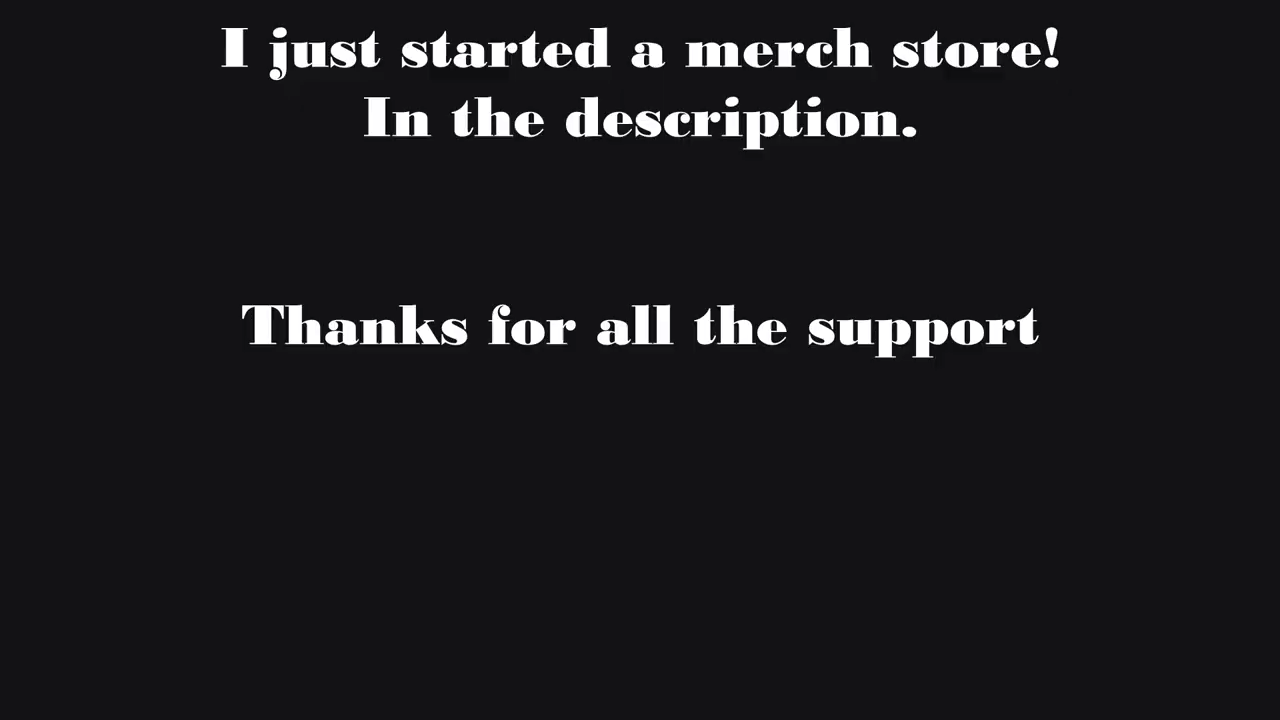 I just started a merch store!
In the description.
Thanks for all the support